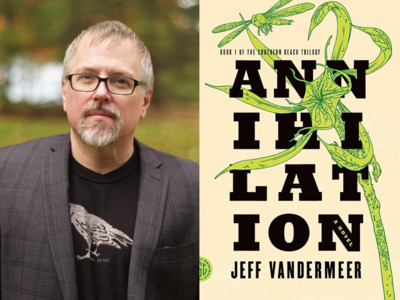 BOOK 1 OF THE SOUTHERN REACH TRILOGY
ANN
IHI
LAT
ION
A NOVEL
JEFF VANDERMEER